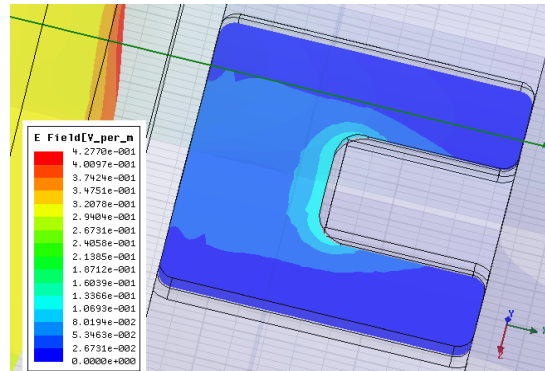 E Field[V_per_m
4.2770e-001
4.0097e-001
3.7424e-001
3.4751e-001
3.2078e-001
2.9404e-001
2.6731e-001
2.4058e-001
2.1385e-001
1.8712e-001
1.6039e-001
1.3366e-001
1.0693e-001
8.0194e-002
5.3463e-002
2.6731e-002
0.0000e+000
Y
X
Z